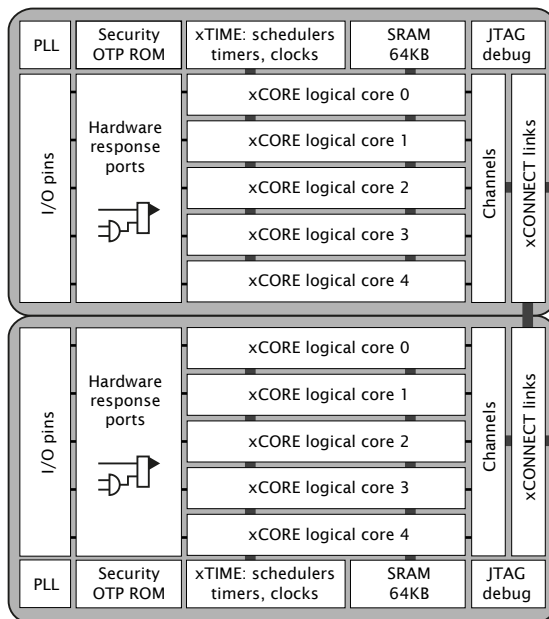 PLL
Security
OTP ROM
xTIME: schedulers
timers, clocks
SRAM
64KB
JTAG
debug
I/O pins
Hardware
response
ports
xCORE logical core 0
xCORE logical core 1
xCORE logical core 2
xCORE logical core 3
xCORE logical core 4
Channels
xCONNECT links
I/O pins
Hardware
response
ports
xCORE logical core 0
xCORE logical core 1
xCORE logical core 2
xCORE logical core 3
xCORE logical core 4
Channels
xCONNECT links
PLL
Security
OTP ROM
xTIME: schedulers
timers, clocks
SRAM
64KB
JTAG
debug